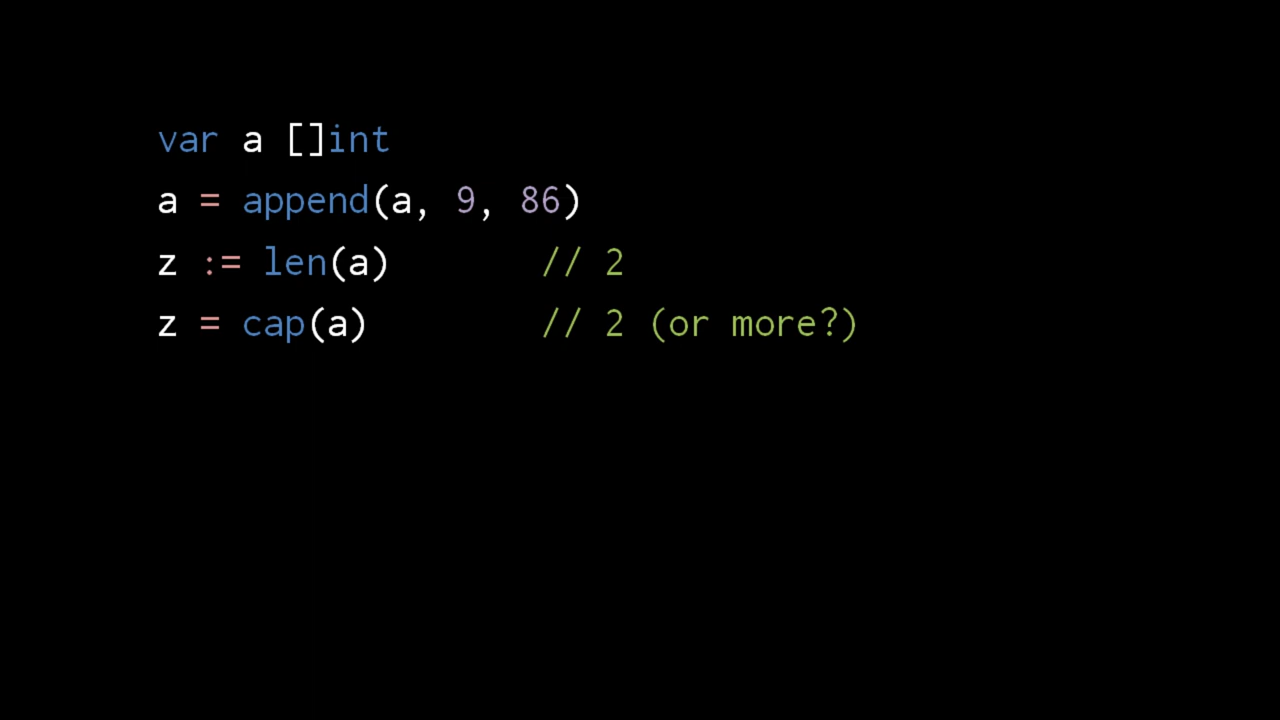 var a []int
a = append(a, 9, 86)
z := len(a)      // 2
z = cap(a)       // 2 (or more?)